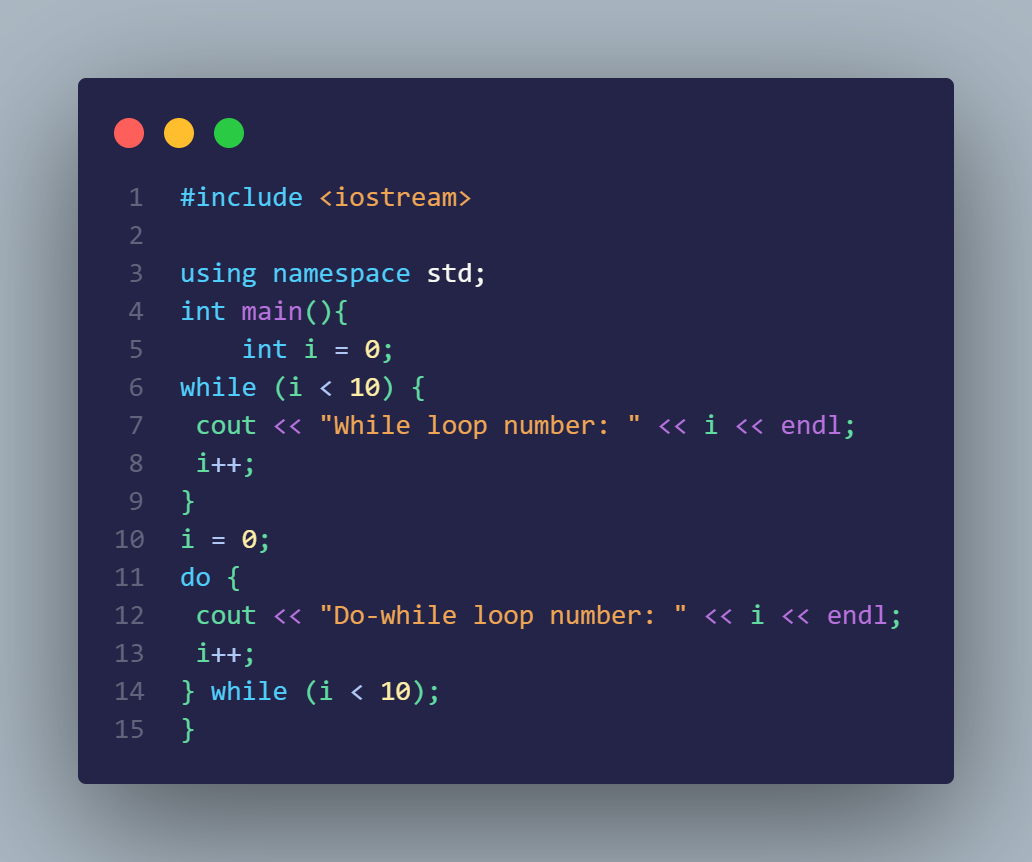 1 #include <iostream>
2
3 using namespace std;
4 int main(){
5     int i = 0;
6 while (i < 10) {
7  cout << "While loop number: " << i << endl;
8  i++;
9 }
10 i = 0;
11 do {
12  cout << "Do-while loop number: " << i << endl;
13  i++;
14 } while (i < 10);
15 }